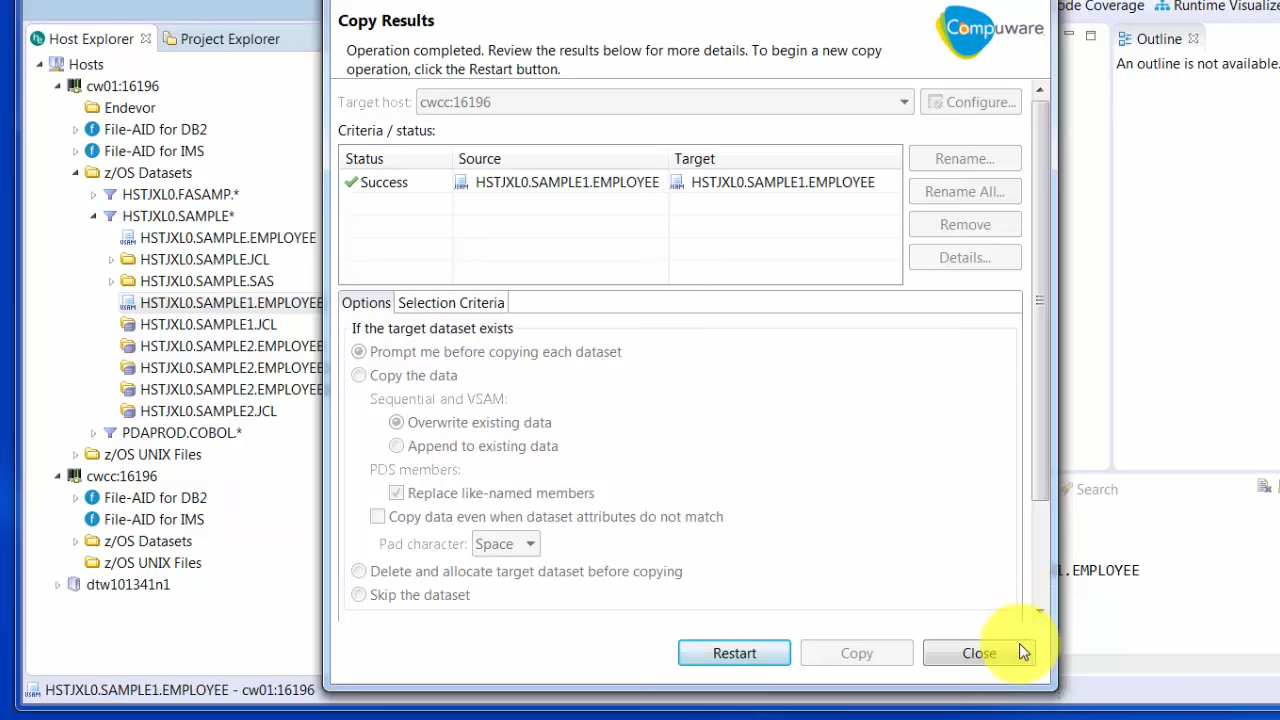 Host Explorer
Project Explorer
Hosts
cw01:16196
Endevor
File-AID for DB2
File-AID for IMS
z/OS Datasets
HSTJXL0.FASAMP.*
HSTJXL0.SAMPLE*
HSTJXL0.SAMPLE.EMPLOYEE
HSTJXL0.SAMPLE.JCL
HSTJXL0.SAMPLE.SAS
HSTJXL0.SAMPLE1.EMPLOYEE
HSTJXL0.SAMPLE1.JCL
HSTJXL0.SAMPLE2.EMPLOYEE
HSTJXL0.SAMPLE2.EMPLOYEE
HSTJXL0.SAMPLE2.EMPLOYEE
HSTJXL0.SAMPLE2.JCL
PDAPROD.COBOL.*
z/OS UNIX Files
cwcc:16196
File-AID for DB2
File-AID for IMS
z/OS Datasets
z/OS UNIX Files
dtw101341n1
HSTJXL0.SAMPLE1.EMPLOYEE - cw01:16196
Copy Results
Compuware
Operation completed. Review the results below for more details. To begin a new copy
operation, click the Restart button.
Target host: cwcc:16196 Configure...
Criteria / status:
Status Source Target
Success HSTJXL0.SAMPLE1.EMPLOYEE HSTJXL0.SAMPLE1.EMPLOYEE
Rename...
Rename All...
Remove
Details...
Options Selection Criteria
If the target dataset exists
Prompt me before copying each dataset
Copy the data
Sequential and VSAM:
Overwrite existing data
Append to existing data
PDS members:
Replace like-named members
Copy data even when dataset attributes do not match
Pad character: Space
Delete and allocate target dataset before copying
Skip the dataset
Restart Copy Close
ode Coverage Runtime Visualize
Outline
An outline is not available.
Search
1.EMPLOYEE